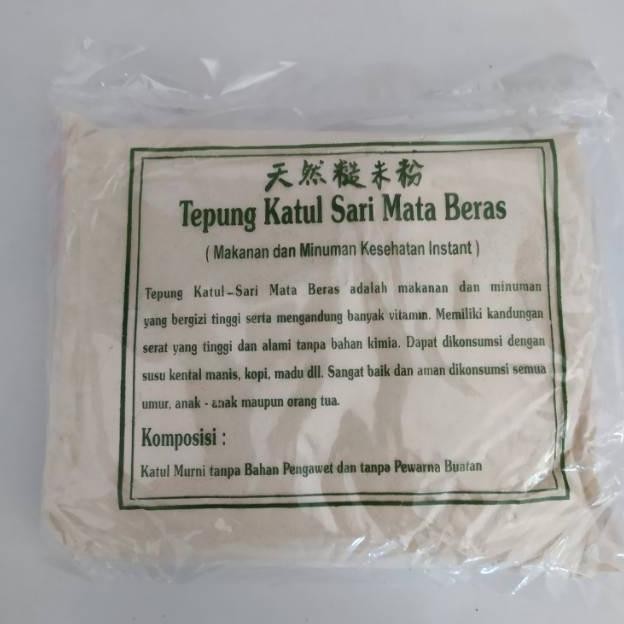 天然糙米粉
Tepung Katul Sari Mata Beras
( Makanan dan Minuman Kesehatan Instant )
Tepung Katul-Sari Mata Beras adalah makanan dan minuman
yang bergizi tinggi serta mengandung banyak vitamin. Memiliki kandungan
serat yang tinggi dan alami tanpa bahan kimia. Dapat dikonsumsi dengan
susu kental manis, kopi, madu dll. Sangat baik dan aman dikonsumsi semua
umur, anak - anak maupun orang tua.
Komposisi :
Katul Murni tanpa Bahan Pengawet dan tanpa Pewarna Buatan